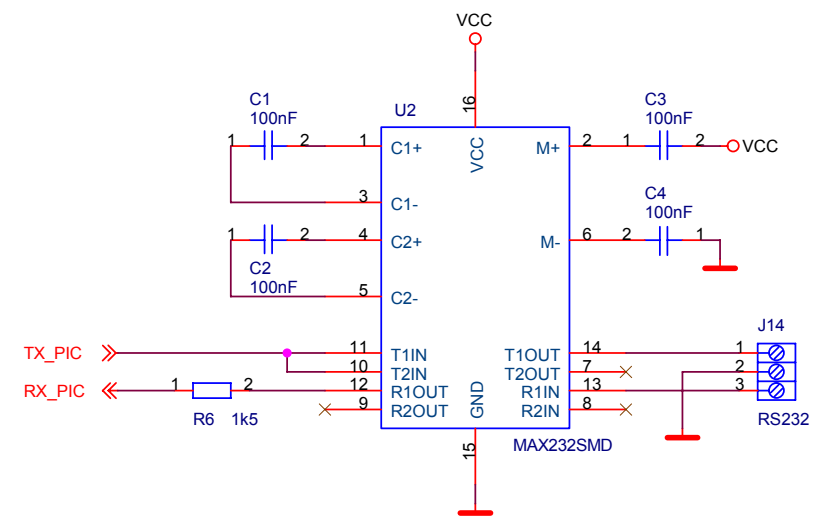 VCC
16
U2
C1
100nF
1 2 1 C1+
3 C1-
1 2 4 C2+
C2
100nF
5 C2-
VCC
C3
100nF
M+ 2 1 2 VCC
C4
100nF
M- 6 2 1
TX_PIC 11 T1IN T1OUT 14 1
J14
10 T2IN T2OUT 7 2
RX_PIC 1 2 12 R1OUT R1IN 13 3
R6 1k5
9 R2OUT R2IN 8
RS232
GND
15
MAX232SMD